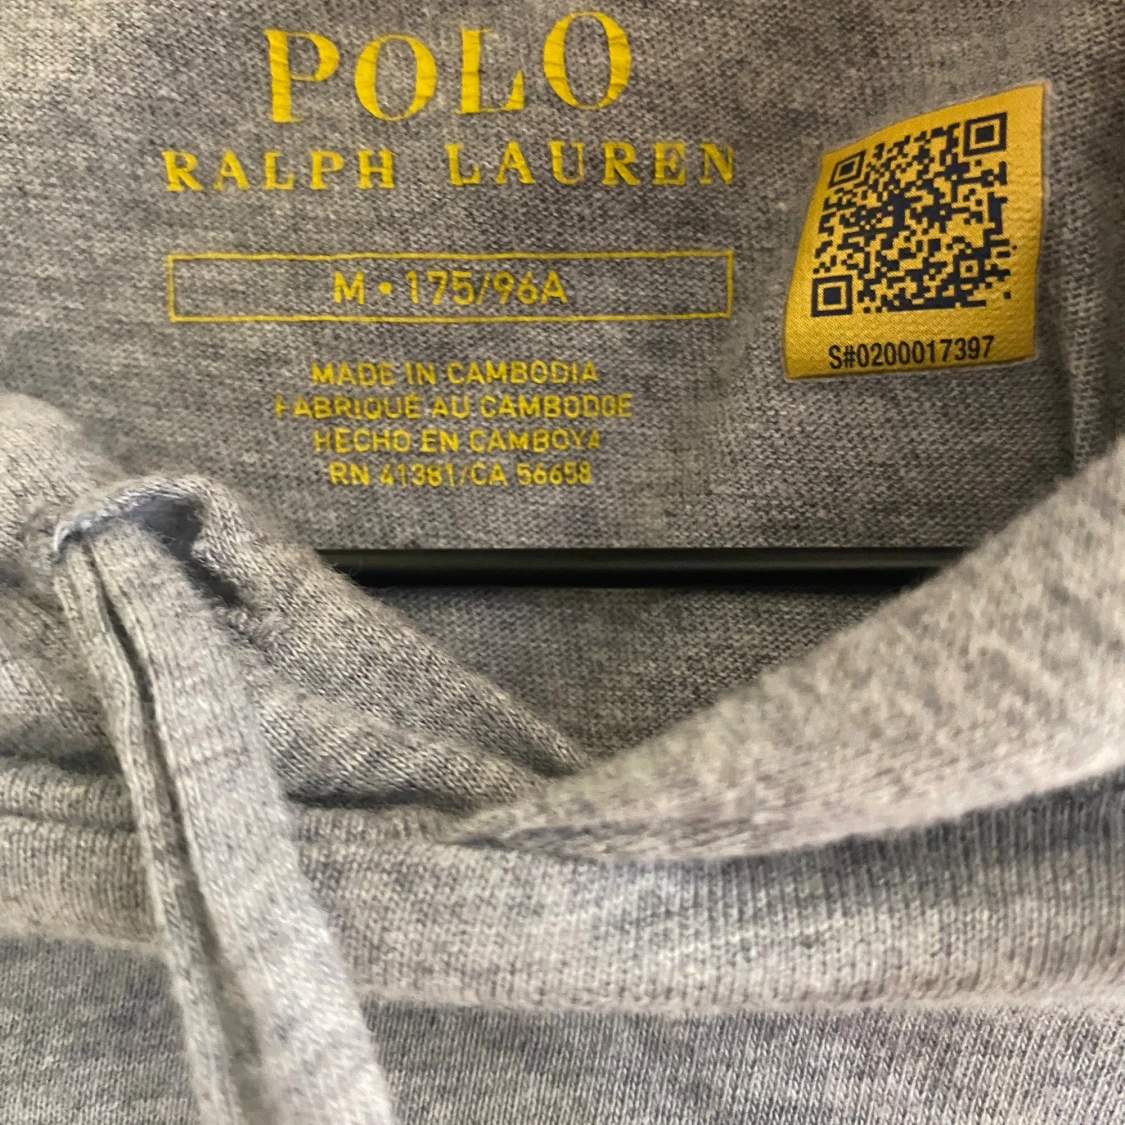 POLO
RALPH LAUREN
M • 175/96A
MADE IN CAMBODIA
FABRIQUÉ AU CAMBODGE
HECHO EN CAMBOYA
RN 41381/CA 56658
S#0200017397